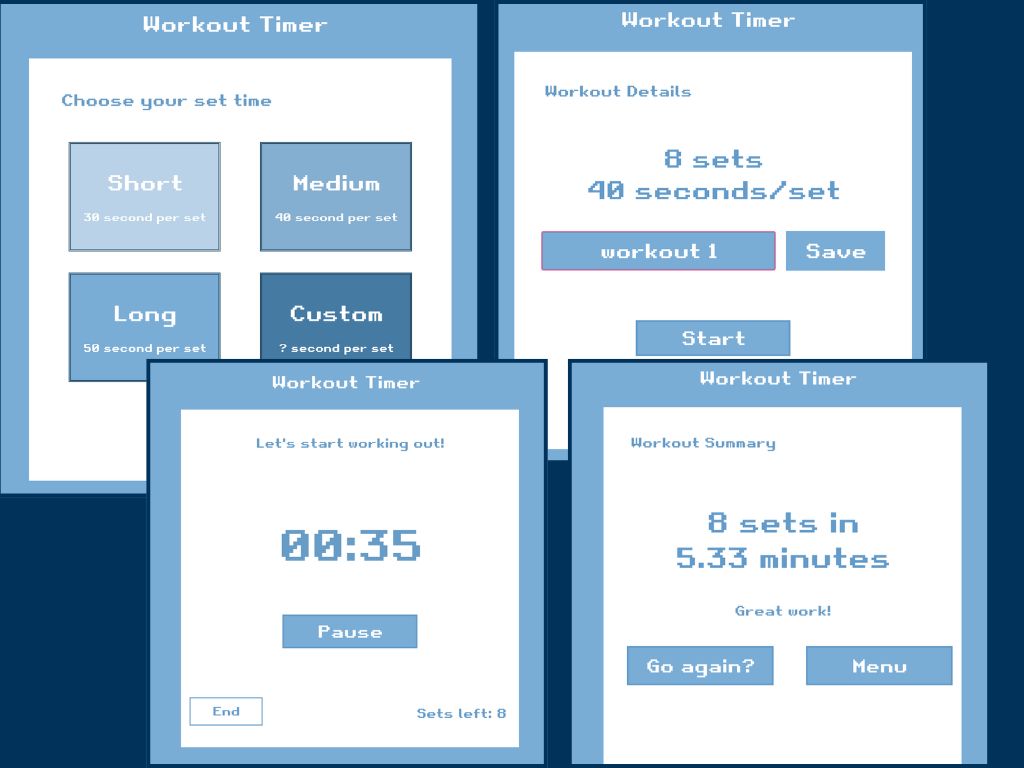 Workout Timer
Choose your set time
Short
30 second per set
Medium
40 second per set
Long
50 second per set
Custom
? second per set
Workout Timer
Workout Details
8 sets
40 seconds/set
workout 1
Save
Start
Workout Timer
Let's start working out!
00:35
Pause
End
Sets left: 8
Workout Timer
Workout Summary
8 sets in
5.33 minutes
Great work!
Go again?
Menu